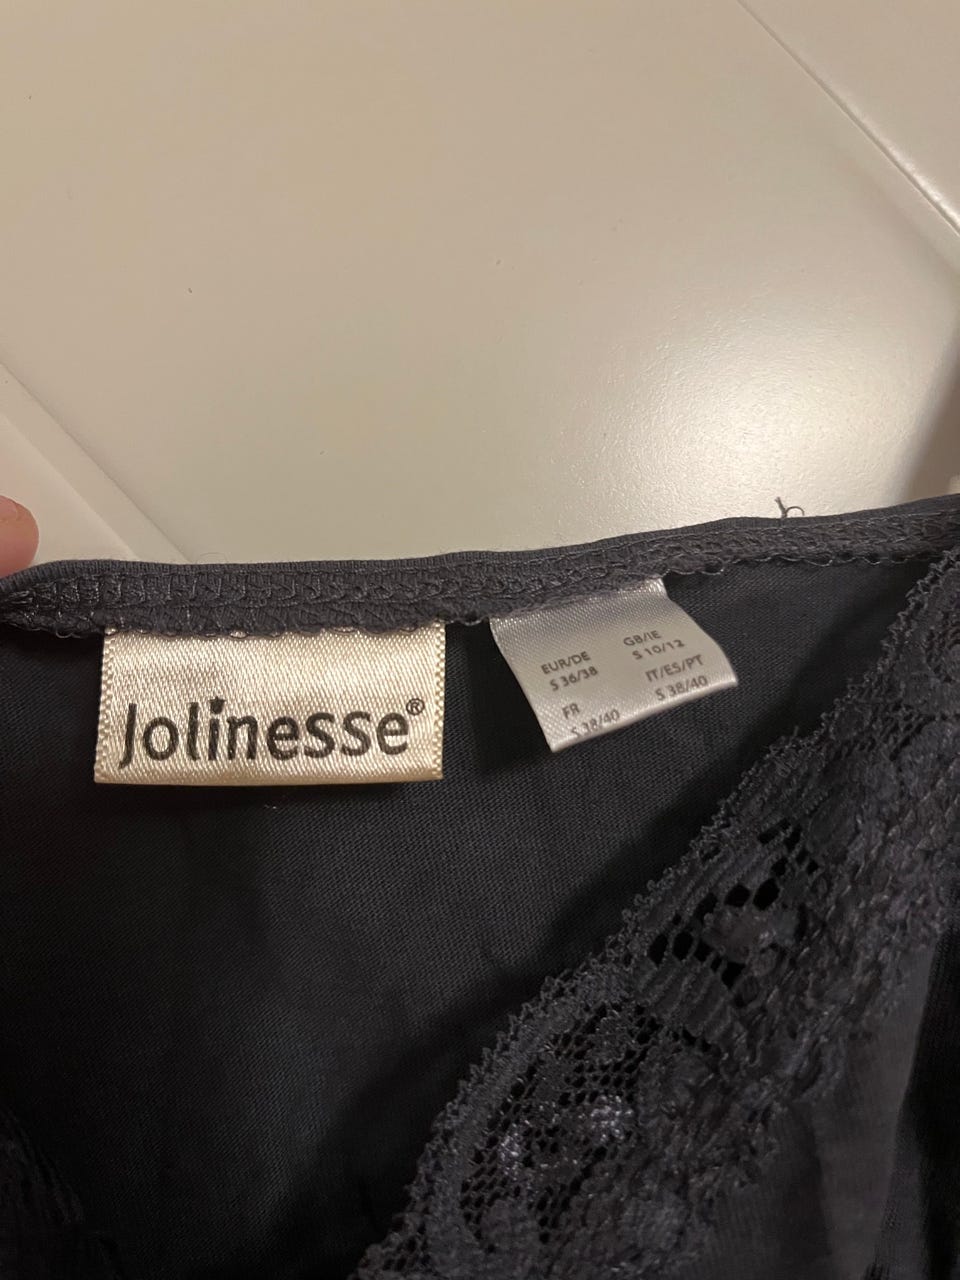 Jolinesse®
EUR/DE
S 36/38
GB/IE
S 10/12
FR
S 38/40
IT/ES/PT
S 38/40